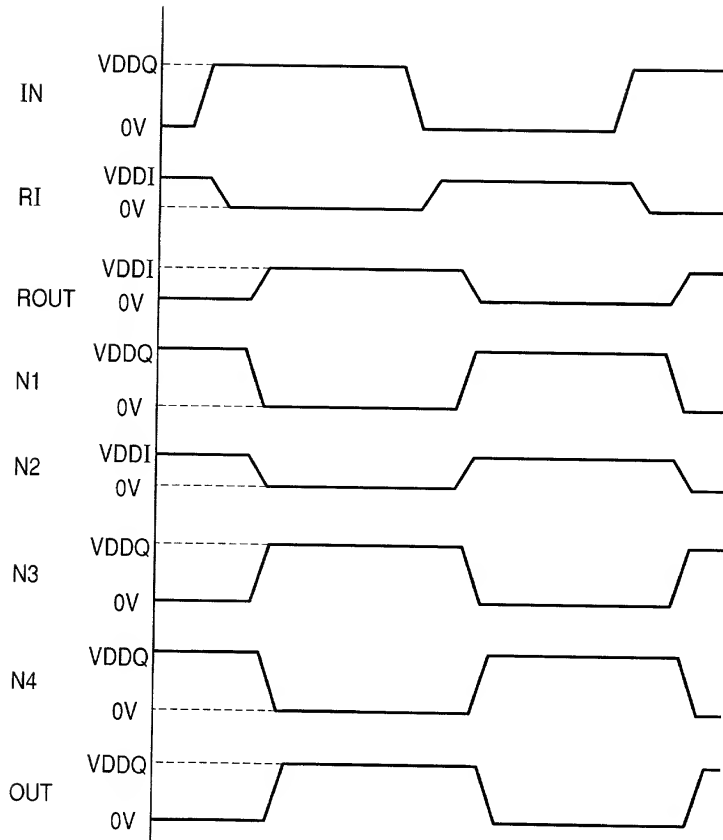 VDDQ
IN
0V
VDDI
RI
0V
VDDI
ROUT
0V
VDDQ
N1
0V
VDDI
N2
0V
VDDQ
N3
0V
VDDQ
N4
0V
VDDQ
OUT
0V